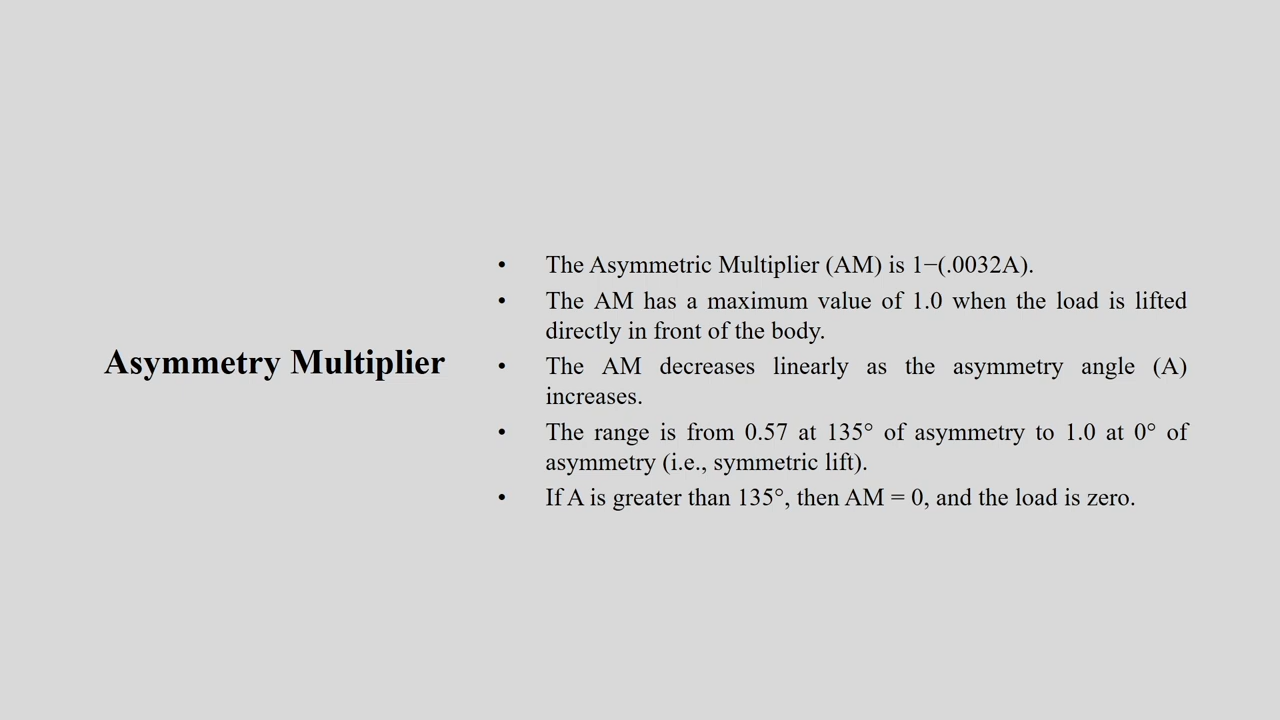 Asymmetry Multiplier
• The Asymmetric Multiplier (AM) is 1−(.0032A).
• The AM has a maximum value of 1.0 when the load is lifted
directly in front of the body.
• The AM decreases linearly as the asymmetry angle (A)
increases.
• The range is from 0.57 at 135° of asymmetry to 1.0 at 0° of
asymmetry (i.e., symmetric lift).
• If A is greater than 135°, then AM = 0, and the load is zero.